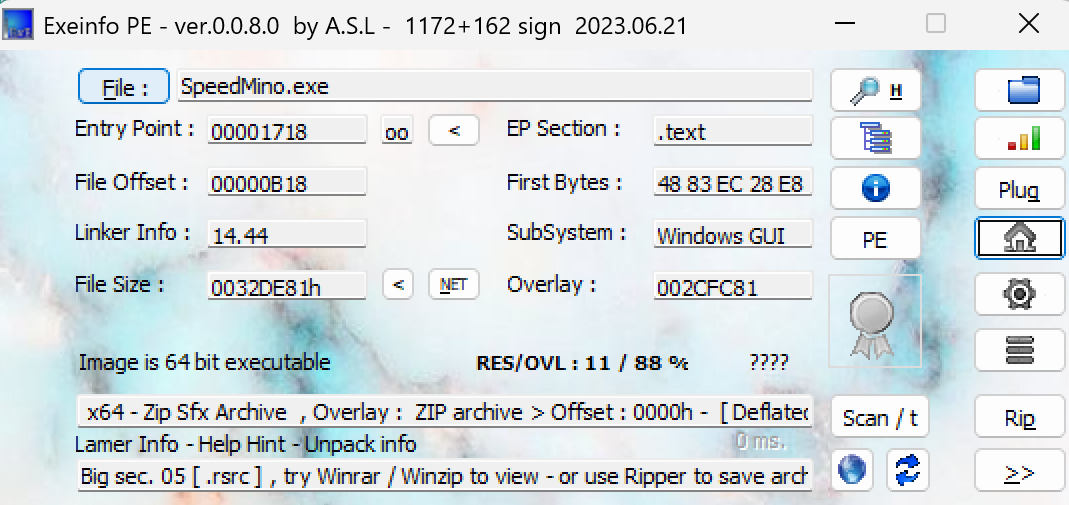 Exeinfo PE - ver.0.0.8.0 by A.S.L - 1172+162 sign 2023.06.21
File : SpeedMino.exe H
Entry Point : 00001718 oo < EP Section : .text
File Offset : 00000B18 First Bytes : 48 83 EC 28 E8 Plug
Linker Info : 14.44 SubSystem : Windows GUI PE
File Size : 0032DE81h < NET Overlay : 002CFC81
Image is 64 bit executable RES/OVL : 11 / 88 % ????
x64 - Zip Sfx Archive , Overlay : ZIP archive > Offset : 0000h - [ Deflated Scan / t Rip
Lamer Info - Help Hint - Unpack info 0 ms.
Big sec. 05 [ .rsrc ] , try Winrar / Winzip to view - or use Ripper to save arch >>